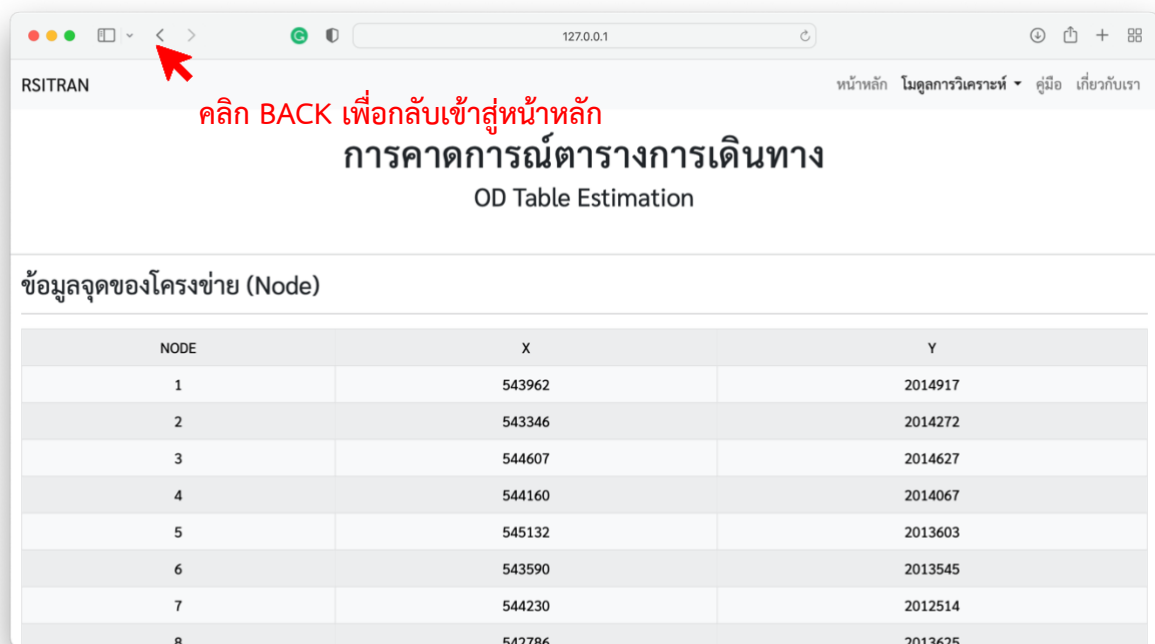 127.0.0.1
RSITRAN หน้าหลัก โมดูลการวิเคราะห์ คู่มือ เกี่ยวกับเรา
คลิก BACK เพื่อกลับเข้าสู่หน้าหลัก
การคาดการณ์ตารางการเดินทาง
OD Table Estimation
ข้อมูลจุดของโครงข่าย (Node)
NODE X Y
1 543962 2014917
2 543346 2014272
3 544607 2014627
4 544160 2014067
5 545132 2013603
6 543590 2013545
7 544230 2012514
8 542786 2013625